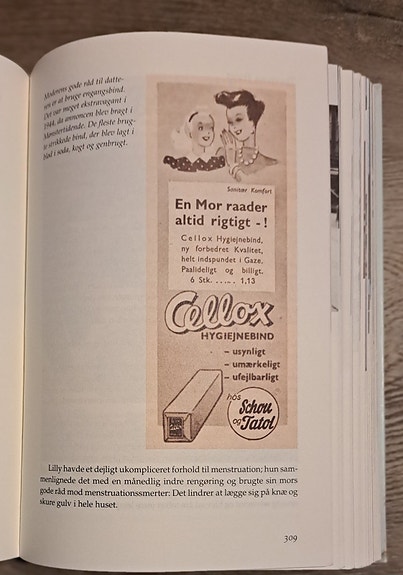 Moderens gode råd til datte-
ren er at bruge engangsbind.
Det var meget ekstravagant i
1944, da annoncen blev bragt i
Mønstertidende. De fleste brug-
te strikkede bind, der blev lagt i
blød i soda, kogt og genbrugt.
Sanitær Komfort
En Mor raader
altid rigtigt -!
Cellox Hygiejnebind,
ny forbedret Kvalitet,
helt indspundet i Gaze,
Paalideligt og billigt.
6 Stk. ...... 1,13
Cellox
HYGIEJNEBIND
- usynligt
- umærkeligt
- ufejlbarligt
hos
Schou
og Tatol
Lilly havde et dejligt ukompliceret forhold til menstruation; hun sam-
menlignede det med en månedlig indre rengøring og brugte sin mors
gode råd mod menstruationssmerter: Det lindrer at lægge sig på knæ og
skure gulv i hele huset.
309